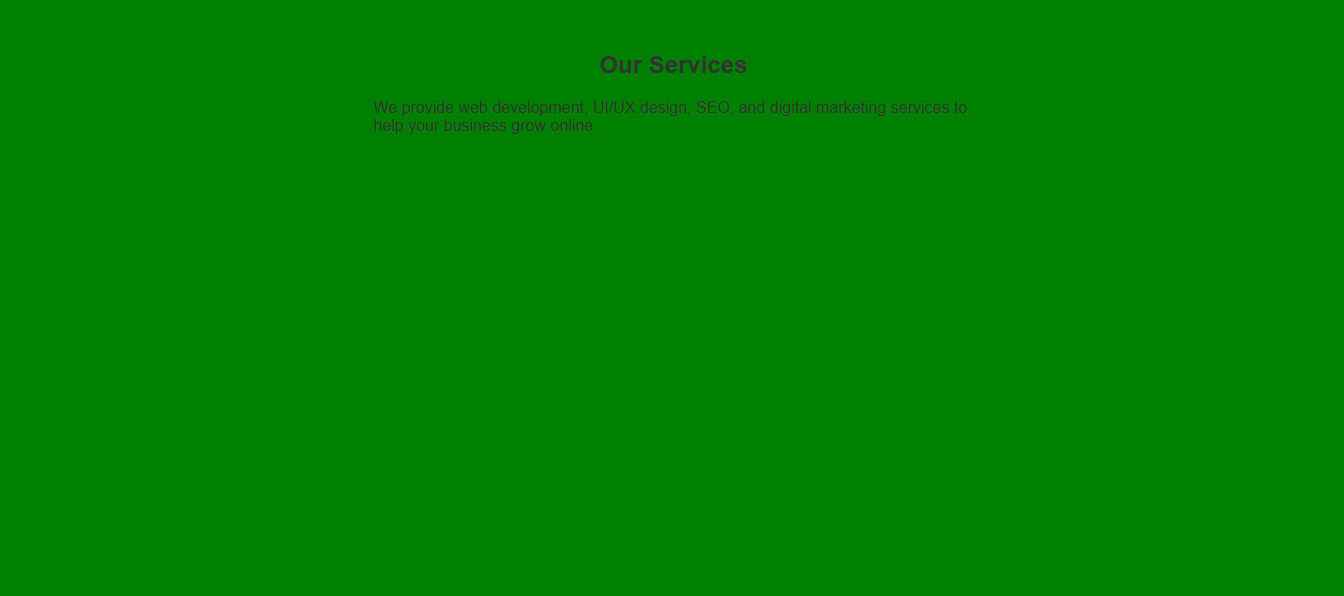 Our Services
We provide web development, UI/UX design, SEO, and digital marketing services to
help your business grow online.